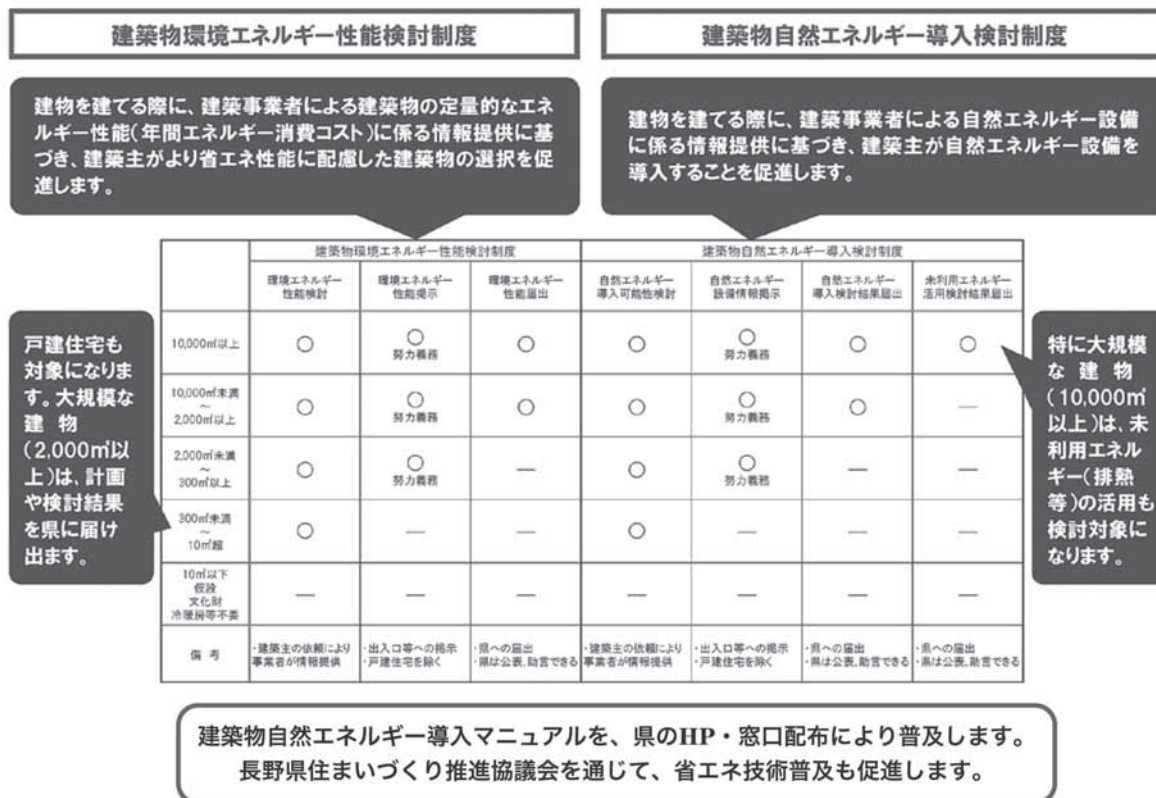 建築物環境エネルギー性能検討制度
建築物自然エネルギー導入検討制度
建物を建てる際に、建築事業者による建築物の定量的なエネ
ルギー性能(年間エネルギー消費コスト)に係る情報提供に基
づき、建築主がより省エネ性能に配慮した建築物の選択を促
進します。
建物を建てる際に、建築事業者による自然エネルギー設備
に係る情報提供に基づき、建築主が自然エネルギー設備を
導入することを促進します。
戸建住宅も
対象になりま
す。大規模な
建物
(2,000㎡以
上)は、計画
や検討結果
を県に届け
出ます。
建築物環境エネルギー性能検討制度 建築物自然エネルギー導入検討制度
環境エネルギー 環境エネルギー 環境エネルギー 自然エネルギー 自然エネルギー 自然エネルギー 未利用エネルギー
性能検討 性能掲示 性能届出 導入可能性検討 設備情報掲示 導入検討結果届出 活用検討結果届出
10,000㎡以上 ○ ○ ○ ○ ○ ○ ○
努力義務 努力義務
10,000㎡未満
~
2,000㎡以上 ○ ○ ○ ○ ○ ○ —
努力義務 努力義務
2,000㎡未満
~
300㎡以上 ○ ○ — ○ ○ — —
努力義務 努力義務
300㎡未満
~
10㎡超 ○ — — ○ — — —
10㎡以下
仮設
文化財
冷暖房等不要 — — — — — — —
備考 ・建築主の依頼により ・出入口等への掲示 ・県への届出 ・建築主の依頼により ・出入口等への掲示 ・県への届出 ・県への届出
事業者が情報提供 ・戸建住宅を除く ・県は公表、助言できる 事業者が情報提供 ・戸建住宅を除く ・県は公表、助言できる ・県は公表、助言できる
特に大規模
な建物
(10,000㎡
以上)は、未
利用エネル
ギー(排熱
等)の活用も
検討対象に
なります。
建築物自然エネルギー導入マニュアルを、県のHP・窓口配布により普及します。
長野県住まいづくり推進協議会を通じて、省エネ技術普及も促進します。